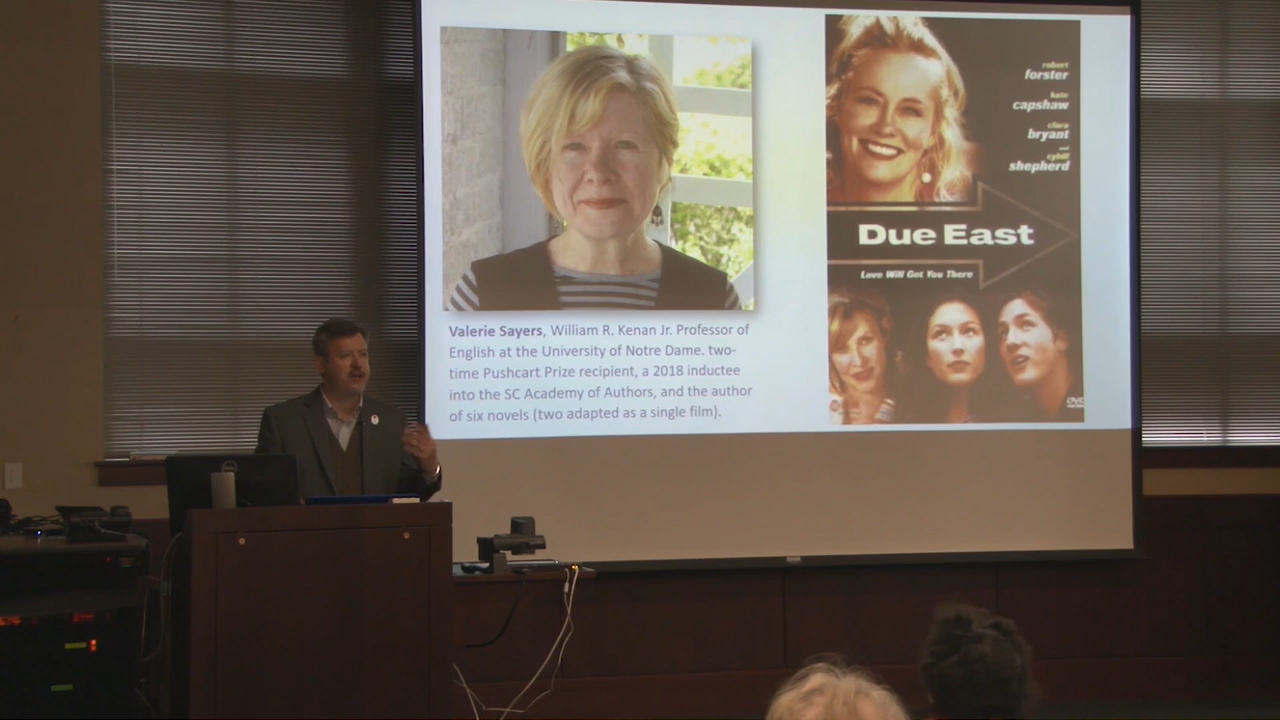 Valerie Sayers, William R. Kenan Jr. Professor of
English at the University of Notre Dame. two-
time Pushcart Prize recipient, a 2018 inductee
into the SC Academy of Authors, and the author
of six novels (two adapted as a single film).
robert
forster
kate
capshaw
clara
bryant
and
cybill
shepherd
Due East
Love Will Get You There
DVD